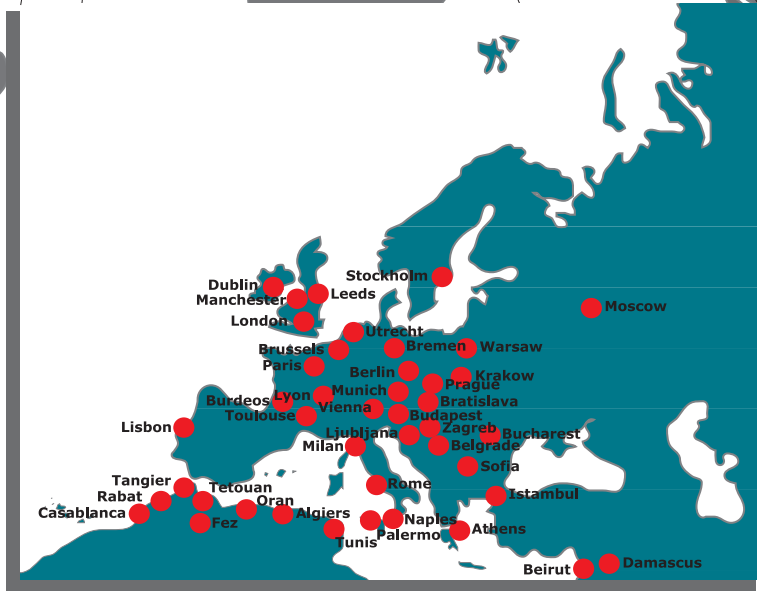 Stockholm
Dublin
Leeds
Manchester
Moscow
London
Utrecht
Brussels
Bremen
Warsaw
Paris
Berlin
Krakow
Prague
Munich
Lyon
Burdeos
Bratislava
Vienna
Toulouse
Budapest
Lisbon
Zagreb
Ljubljana
Bucharest
Milan
Belgrade
Sofia
Tangier
Rome
Tetouan
Istambul
Rabat
Oran
Casablanca
Algiers
Naples
Fez
Athens
Palermo
Tunis
Damascus
Beirut